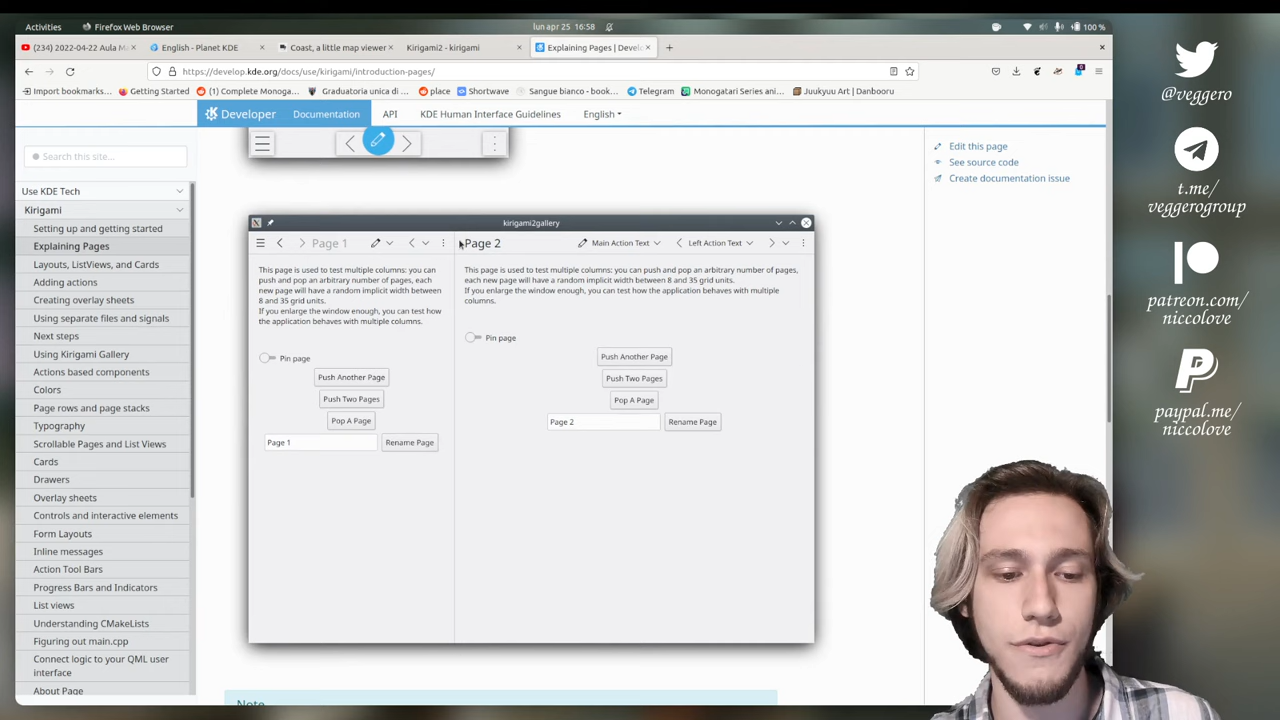 Activities
Firefox Web Browser
lun apr 25 16:58
100 %
(234) 2022-04-22 Aula M
English - Planet KDE
Coast, a little map viewer
Kirigami2 - kirigami
Explaining Pages | Devel
https://develop.kde.org/docs/use/kirigami/introduction-pages/
Import bookmarks...
Getting Started
(1) Complete Monoga...
Graduatoria unica di ...
place
Shortwave
Sangue bianco - book...
Telegram
Monogatari Series ani...
Juukyuu Art | Danbooru
Developer
Documentation
API
KDE Human Interface Guidelines
English
Search this site...
Use KDE Tech
Kirigami
Setting up and getting started
Explaining Pages
Layouts, ListViews, and Cards
Adding actions
Creating overlay sheets
Using separate files and signals
Next steps
Using Kirigami Gallery
Actions based components
Colors
Page rows and page stacks
Typography
Scrollable Pages and List Views
Cards
Drawers
Overlay sheets
Controls and interactive elements
Form Layouts
Inline messages
Action Tool Bars
Progress Bars and Indicators
List views
Understanding CMakeLists
Figuring out main.cpp
Connect logic to your QML user
interface
About Page
kirigami2gallery
Page 1
This page is used to test multiple columns: you can
push and pop an arbitrary number of pages, each
new page will have a random implicit width between
8 and 35 grid units.
If you enlarge the window enough, you can test how
the application behaves with multiple columns.
Pin page
Push Another Page
Push Two Pages
Pop A Page
Page 1
Rename Page
Page 2
Main Action Text
Left Action Text
This page is used to test multiple columns: you can push and pop an arbitrary number of pages,
each new page will have a random implicit width between 8 and 35 grid units.
If you enlarge the window enough, you can test how the application behaves with multiple
columns.
Pin page
Push Another Page
Push Two Pages
Pop A Page
Page 2
Rename Page
Note
Edit this page
See source code
Create documentation issue
@veggero
t.me/
veggerogroup
patreon.com/
niccolove
paypal.me/
niccolove